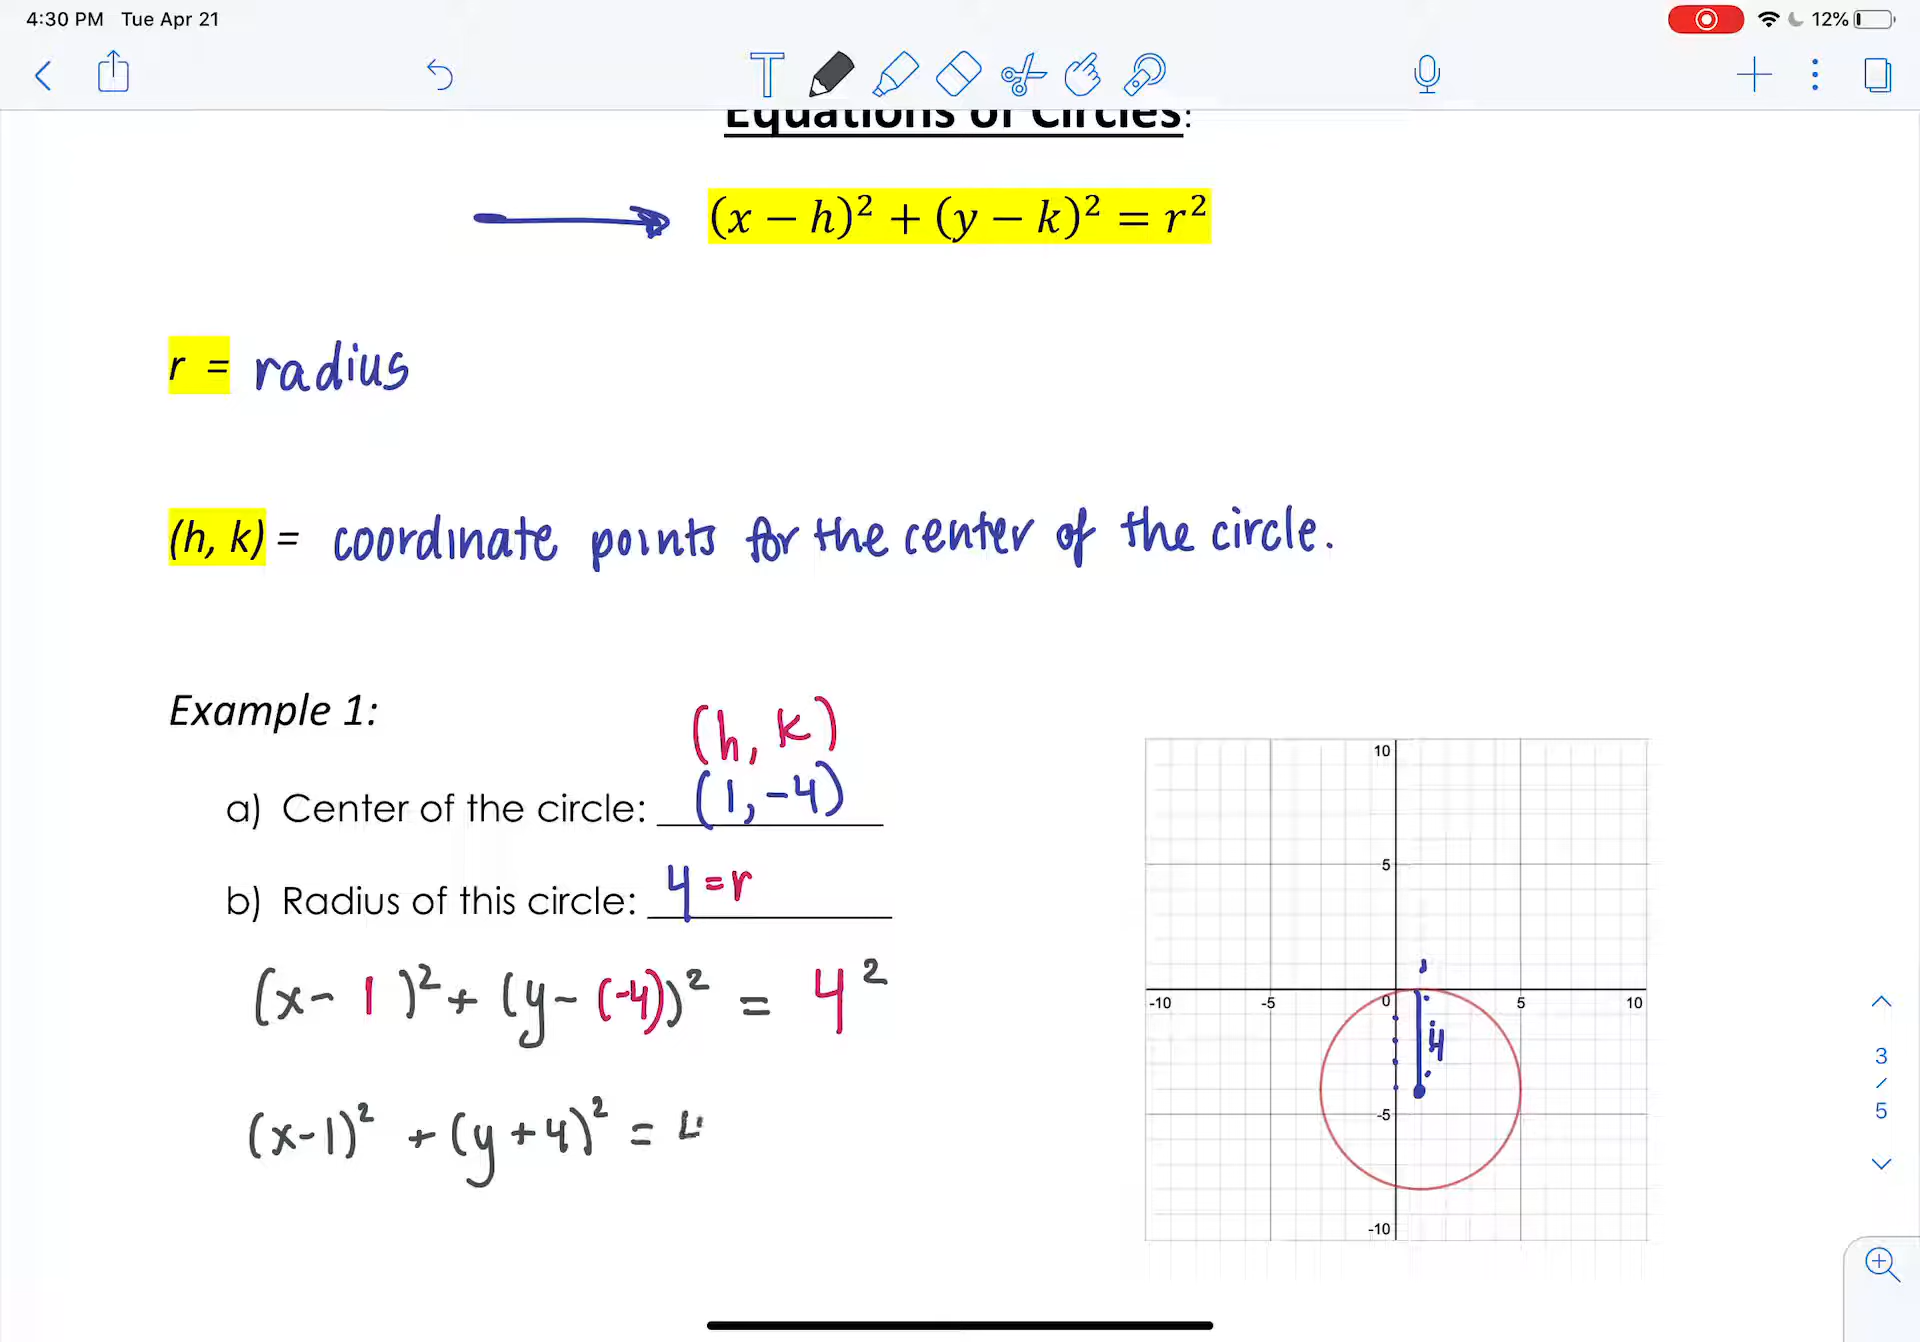 4:30 PM Tue Apr 21
12%
Equations of Circles:
(x − h)² + (y − k)² = r²
r = radius
(h, k) = coordinate points for the center of the circle.
Example 1:
(h, k)
a) Center of the circle: (1, -4)
b) Radius of this circle: 4 = r
(x - 1)² + (y - (-4))² = 4²
(x-1)² + (y+4)² = 4
10
5
-10 -5 0 5 10
4
-5
-10
3
/
5